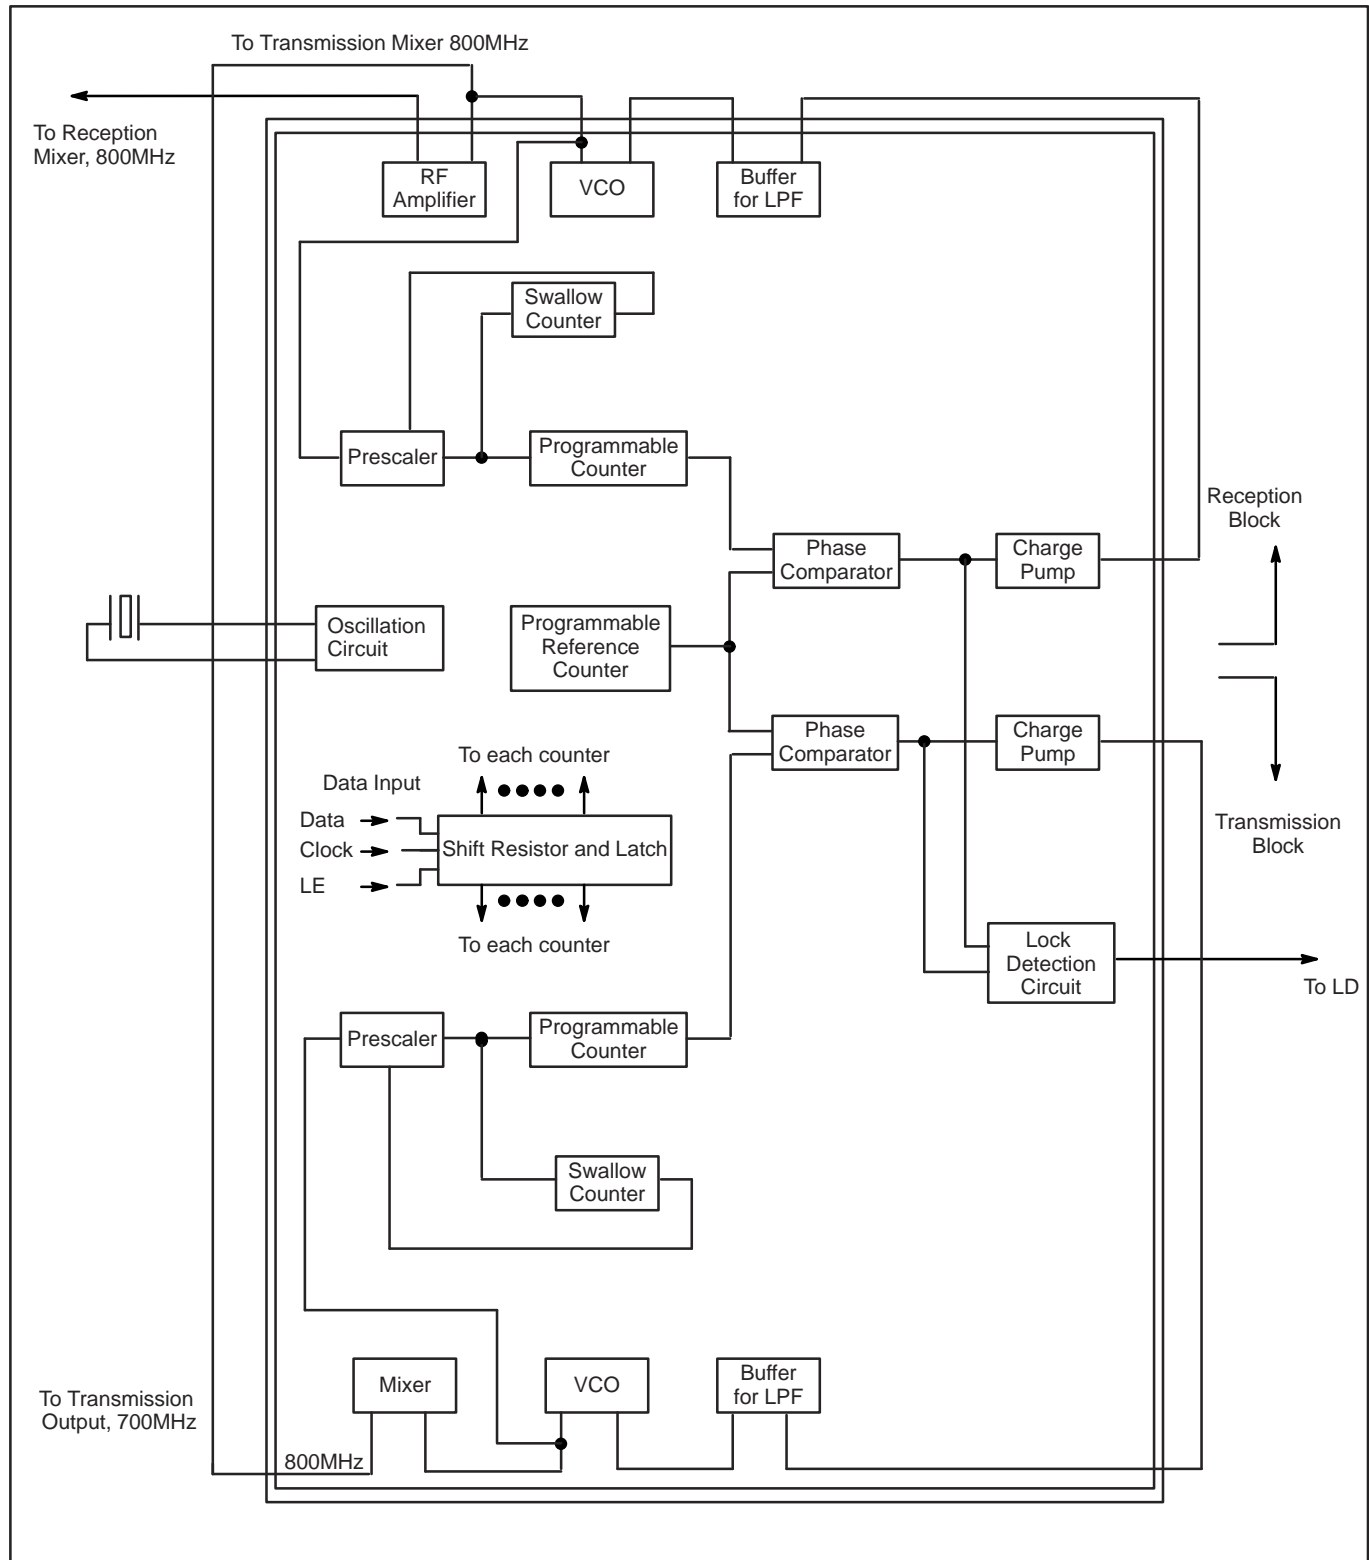 To Transmission Mixer 800MHz
To Reception
Mixer, 800MHz
RF
Amplifier
VCO
Buffer
for LPF
Swallow
Counter
Prescaler
Programmable
Counter
Reception
Block
Phase
Comparator
Charge
Pump
Oscillation
Circuit
Programmable
Reference
Counter
Phase
Comparator
Charge
Pump
To each counter
Data Input
Data
Clock
LE
Shift Resistor and Latch
To each counter
Transmission
Block
Lock
Detection
Circuit
To LD
Prescaler
Programmable
Counter
Swallow
Counter
Mixer
VCO
Buffer
for LPF
To Transmission
Output, 700MHz
800MHz